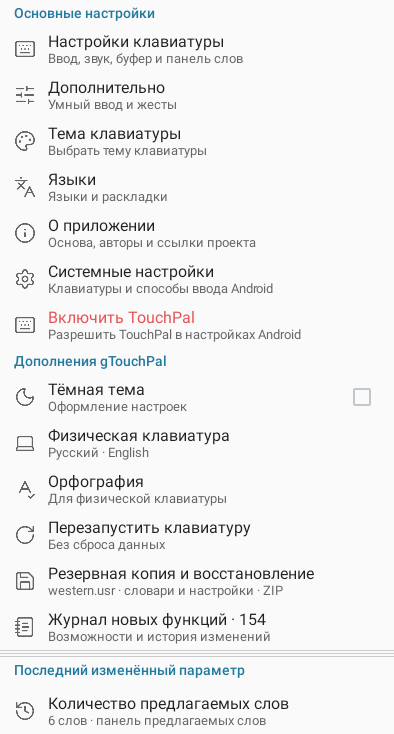 Основные настройки
Настройки клавиатуры
Ввод, звук, буфер и панель слов
Дополнительно
Умный ввод и жесты
Тема клавиатуры
Выбрать тему клавиатуры
Языки
Языки и раскладки
О приложении
Основа, авторы и ссылки проекта
Системные настройки
Клавиатуры и способы ввода Android
Включить TouchPal
Разрешить TouchPal в настройках Android
Дополнения gTouchPal
Тёмная тема
Оформление настроек
Физическая клавиатура
Русский · English
Орфография
Для физической клавиатуры
Перезапустить клавиатуру
Без сброса данных
Резервная копия и восстановление
western.usr · словари и настройки · ZIP
Журнал новых функций · 154
Возможности и история изменений
Последний изменённый параметр
Количество предлагаемых слов
6 слов · панель предлагаемых слов